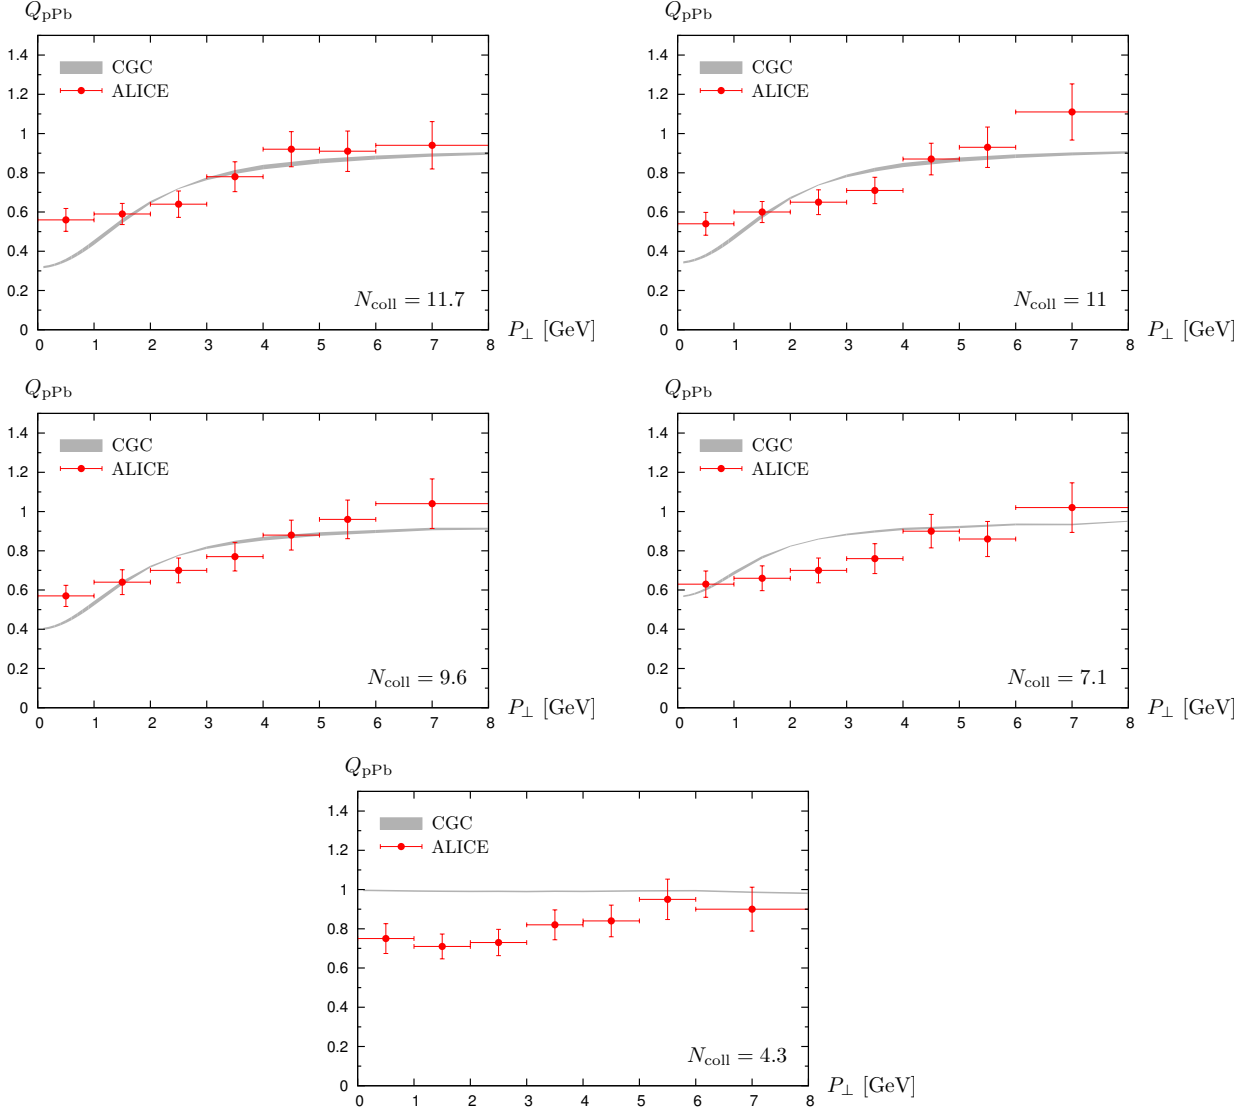 Q_pPb
1.4
1.2
1
0.8
0.6
0.4
0.2
0
CGC
ALICE
N_coll = 11.7
0 1 2 3 4 5 6 7 8
P_⊥ [GeV]
Q_pPb
1.4
1.2
1
0.8
0.6
0.4
0.2
0
CGC
ALICE
N_coll = 11
0 1 2 3 4 5 6 7 8
P_⊥ [GeV]
Q_pPb
1.4
1.2
1
0.8
0.6
0.4
0.2
0
CGC
ALICE
N_coll = 9.6
0 1 2 3 4 5 6 7 8
P_⊥ [GeV]
Q_pPb
1.4
1.2
1
0.8
0.6
0.4
0.2
0
CGC
ALICE
N_coll = 7.1
0 1 2 3 4 5 6 7 8
P_⊥ [GeV]
Q_pPb
1.4
1.2
1
0.8
0.6
0.4
0.2
0
CGC
ALICE
N_coll = 4.3
0 1 2 3 4 5 6 7 8
P_⊥ [GeV]